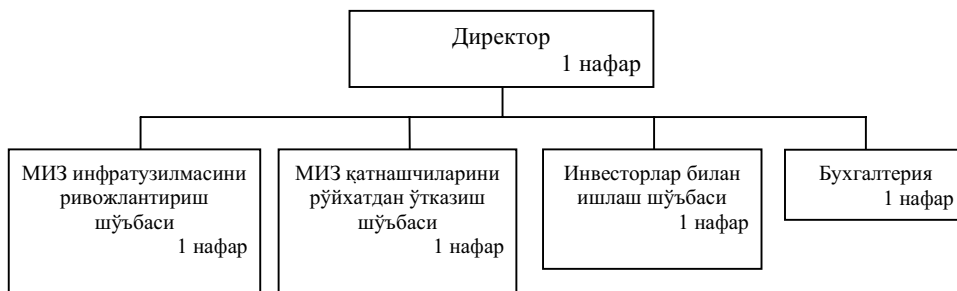 Директор
1 нафар
МИЗ инфратузилмасини
ривожлантириш
шўъбаси
1 нафар
МИЗ қатнашчиларини
рўйхатдан ўтказиш
шўъбаси
1 нафар
Инвесторлар билан
ишлаш шўъбаси
1 нафар
Бухгалтерия
1 нафар